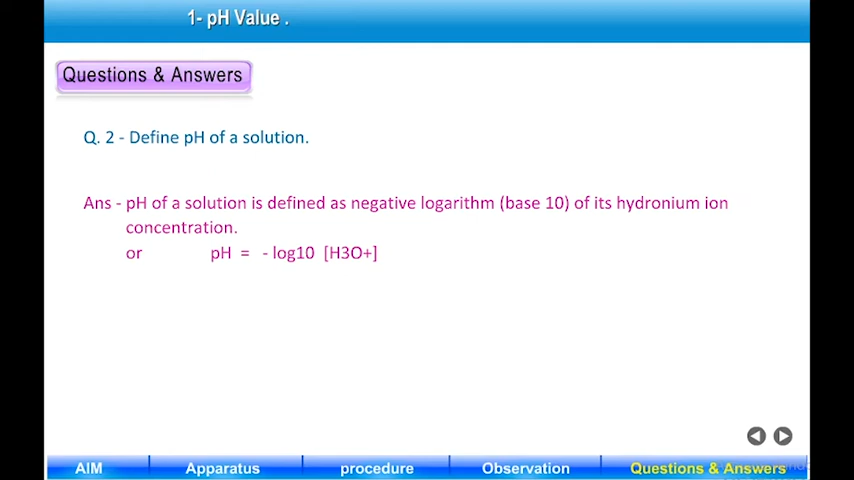 1- pH Value .
Questions & Answers
Q. 2 - Define pH of a solution.
Ans - pH of a solution is defined as negative logarithm (base 10) of its hydronium ion
concentration.
or pH = - log10 [H3O+]
AIM Apparatus procedure Observation Questions & Answers